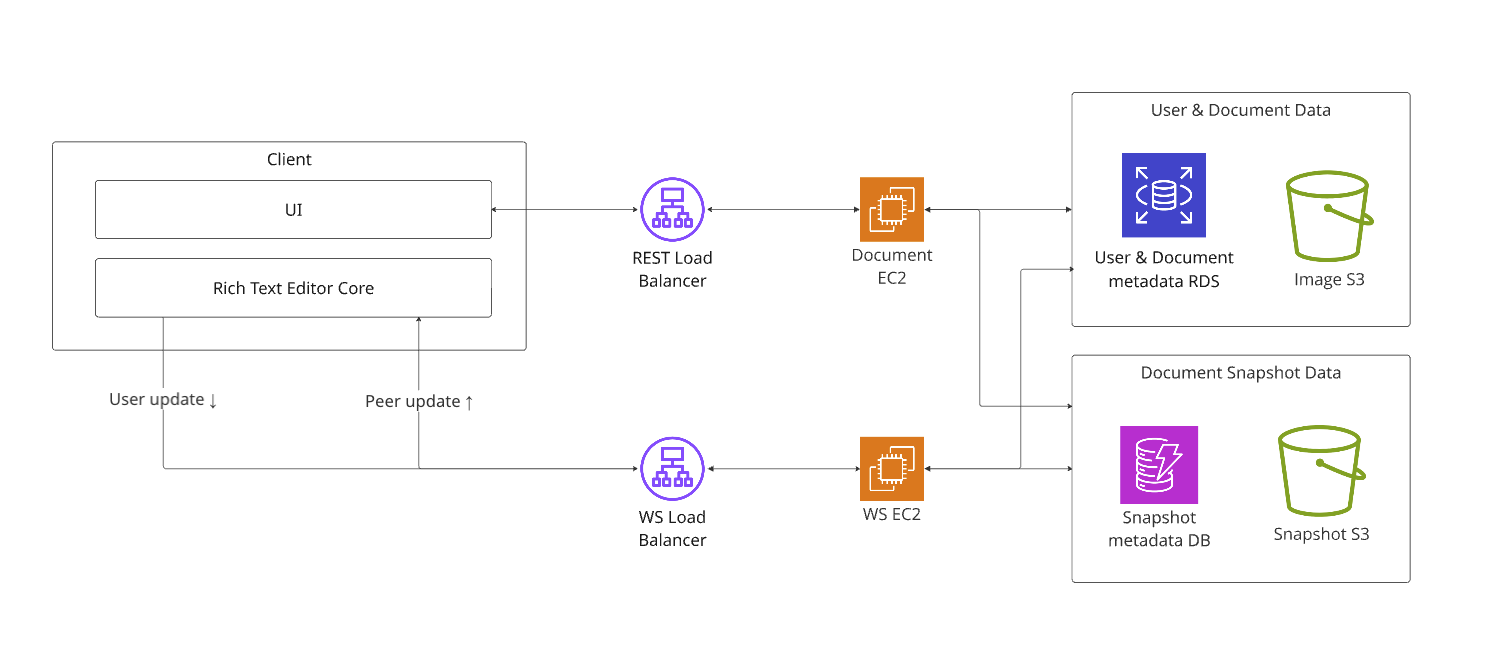 User & Document Data
Client
UI
REST Load
Balancer
Document
EC2
User & Document
metadata RDS
Image S3
Rich Text Editor Core
User update ↓
Peer update ↑
Document Snapshot Data
WS Load
Balancer
WS EC2
Snapshot
metadata DB
Snapshot S3